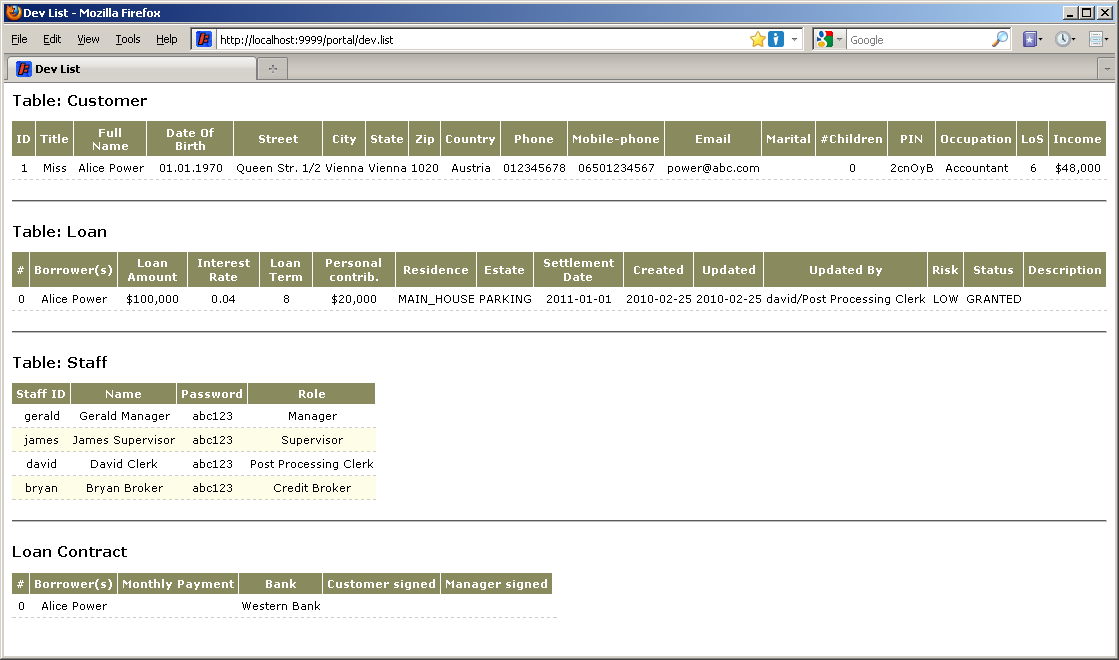 Dev List - Mozilla Firefox
File Edit View Tools Help http://localhost:9999/portal/dev.list Google
Dev List
Table: Customer
ID Title Full Name Date Of Birth Street City State Zip Country Phone Mobile-phone Email Marital #Children PIN Occupation LoS Income
1 Miss Alice Power 01.01.1970 Queen Str. 1/2 Vienna Vienna 1020 Austria 012345678 06501234567 power@abc.com 0 2cnOyB Accountant 6 $48,000
Table: Loan
# Borrower(s) Loan Amount Interest Rate Loan Term Personal contrib. Residence Estate Settlement Date Created Updated Updated By Risk Status Description
0 Alice Power $100,000 0.04 8 $20,000 MAIN_HOUSE PARKING 2011-01-01 2010-02-25 2010-02-25 david/Post Processing Clerk LOW GRANTED
Table: Staff
Staff ID Name Password Role
gerald Gerald Manager abc123 Manager
james James Supervisor abc123 Supervisor
david David Clerk abc123 Post Processing Clerk
bryan Bryan Broker abc123 Credit Broker
Loan Contract
# Borrower(s) Monthly Payment Bank Customer signed Manager signed
0 Alice Power Western Bank